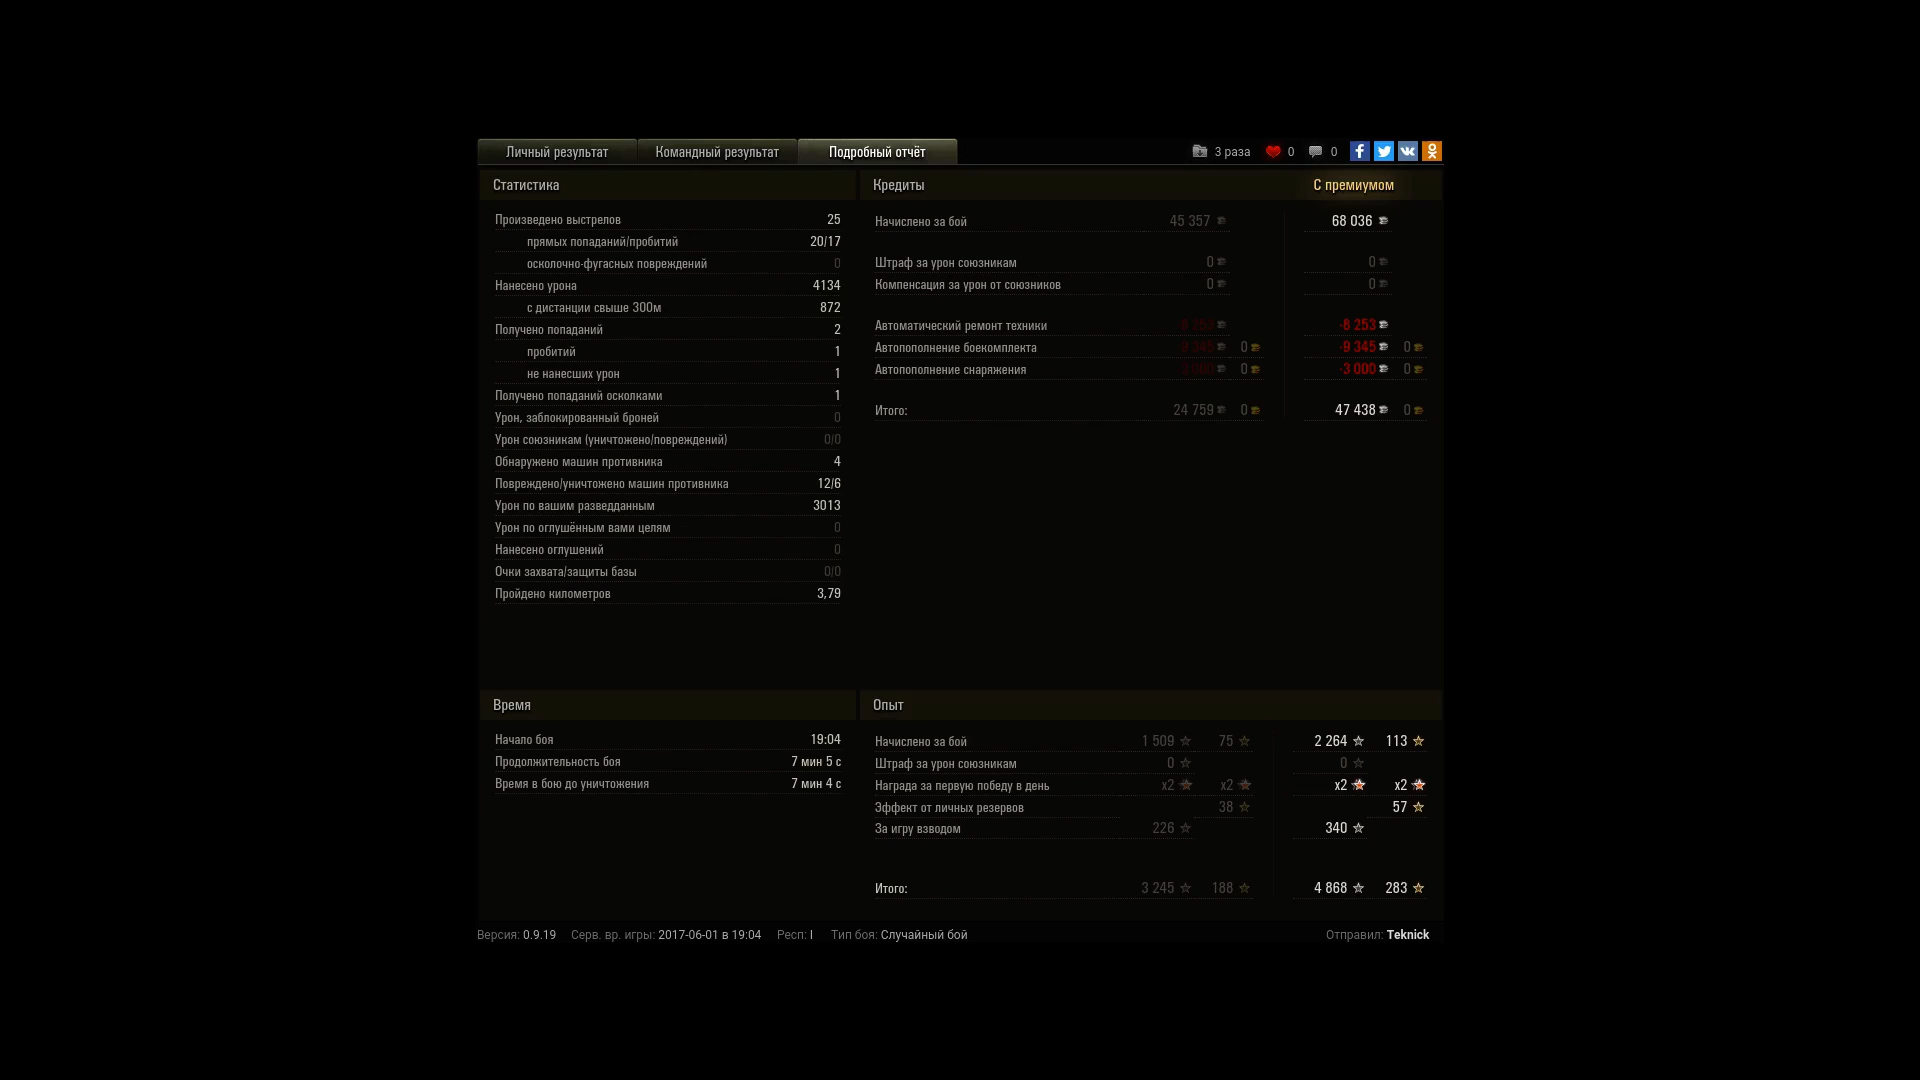 Личный результат Командный результат Подробный отчёт 3 раза 0 0
Статистика
Произведено выстрелов 25
прямых попаданий/пробитий 20/17
осколочно-фугасных повреждений 0
Нанесено урона 4134
с дистанции свыше 300м 872
Получено попаданий 2
пробитий 1
не нанесших урон 1
Получено попаданий осколками 1
Урон, заблокированный броней 0
Урон союзникам (уничтожено/повреждений) 0/0
Обнаружено машин противника 4
Повреждено/уничтожено машин противника 12/6
Урон по вашим разведданным 3013
Урон по оглушённым вами целям 0
Нанесено оглушений 0
Очки захвата/защиты базы 0/0
Пройдено километров 3,79
Кредиты С премиумом
Начислено за бой 45 357 68 036
Штраф за урон союзникам 0 0
Компенсация за урон от союзников 0 0
Автоматический ремонт техники -8 253 -8 253
Автопополнение боекомплекта -9 345 0 -9 345 0
Автопополнение снаряжения -3 000 0 -3 000 0
Итого: 24 759 0 47 438 0
Время
Начало боя 19:04
Продолжительность боя 7 мин 5 с
Время в бою до уничтожения 7 мин 4 с
Опыт
Начислено за бой 1 509 75 2 264 113
Штраф за урон союзникам 0 0
Награда за первую победу в день x2 x2 x2 x2
Эффект от личных резервов 38 57
За игру взводом 226 340
Итого: 3 245 188 4 868 283
Версия: 0.9.19 Серв. вр. игры: 2017-06-01 в 19:04 Респ: I Тип боя: Случайный бой Отправил: Teknick